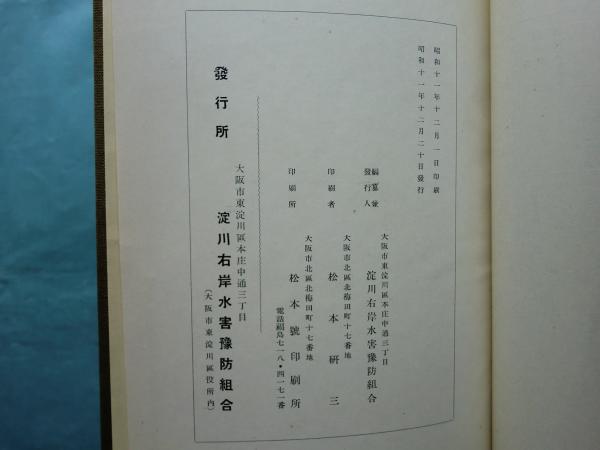 昭和十一年十二月一日印刷
昭和十一年十二月二十日發行
大阪市東淀川區本庄中通三丁目
編纂兼發行人 淀川右岸水害豫防組合
大阪市北區北梅田町十七番地
印刷者 松本研三
大阪市北區北梅田町十七番地
印刷所 松本號印刷所
電話福島七一八・四一七一番
大阪市東淀川區本庄中通三丁目
發行所 淀川右岸水害豫防組合
(大阪市東淀川區役所內)